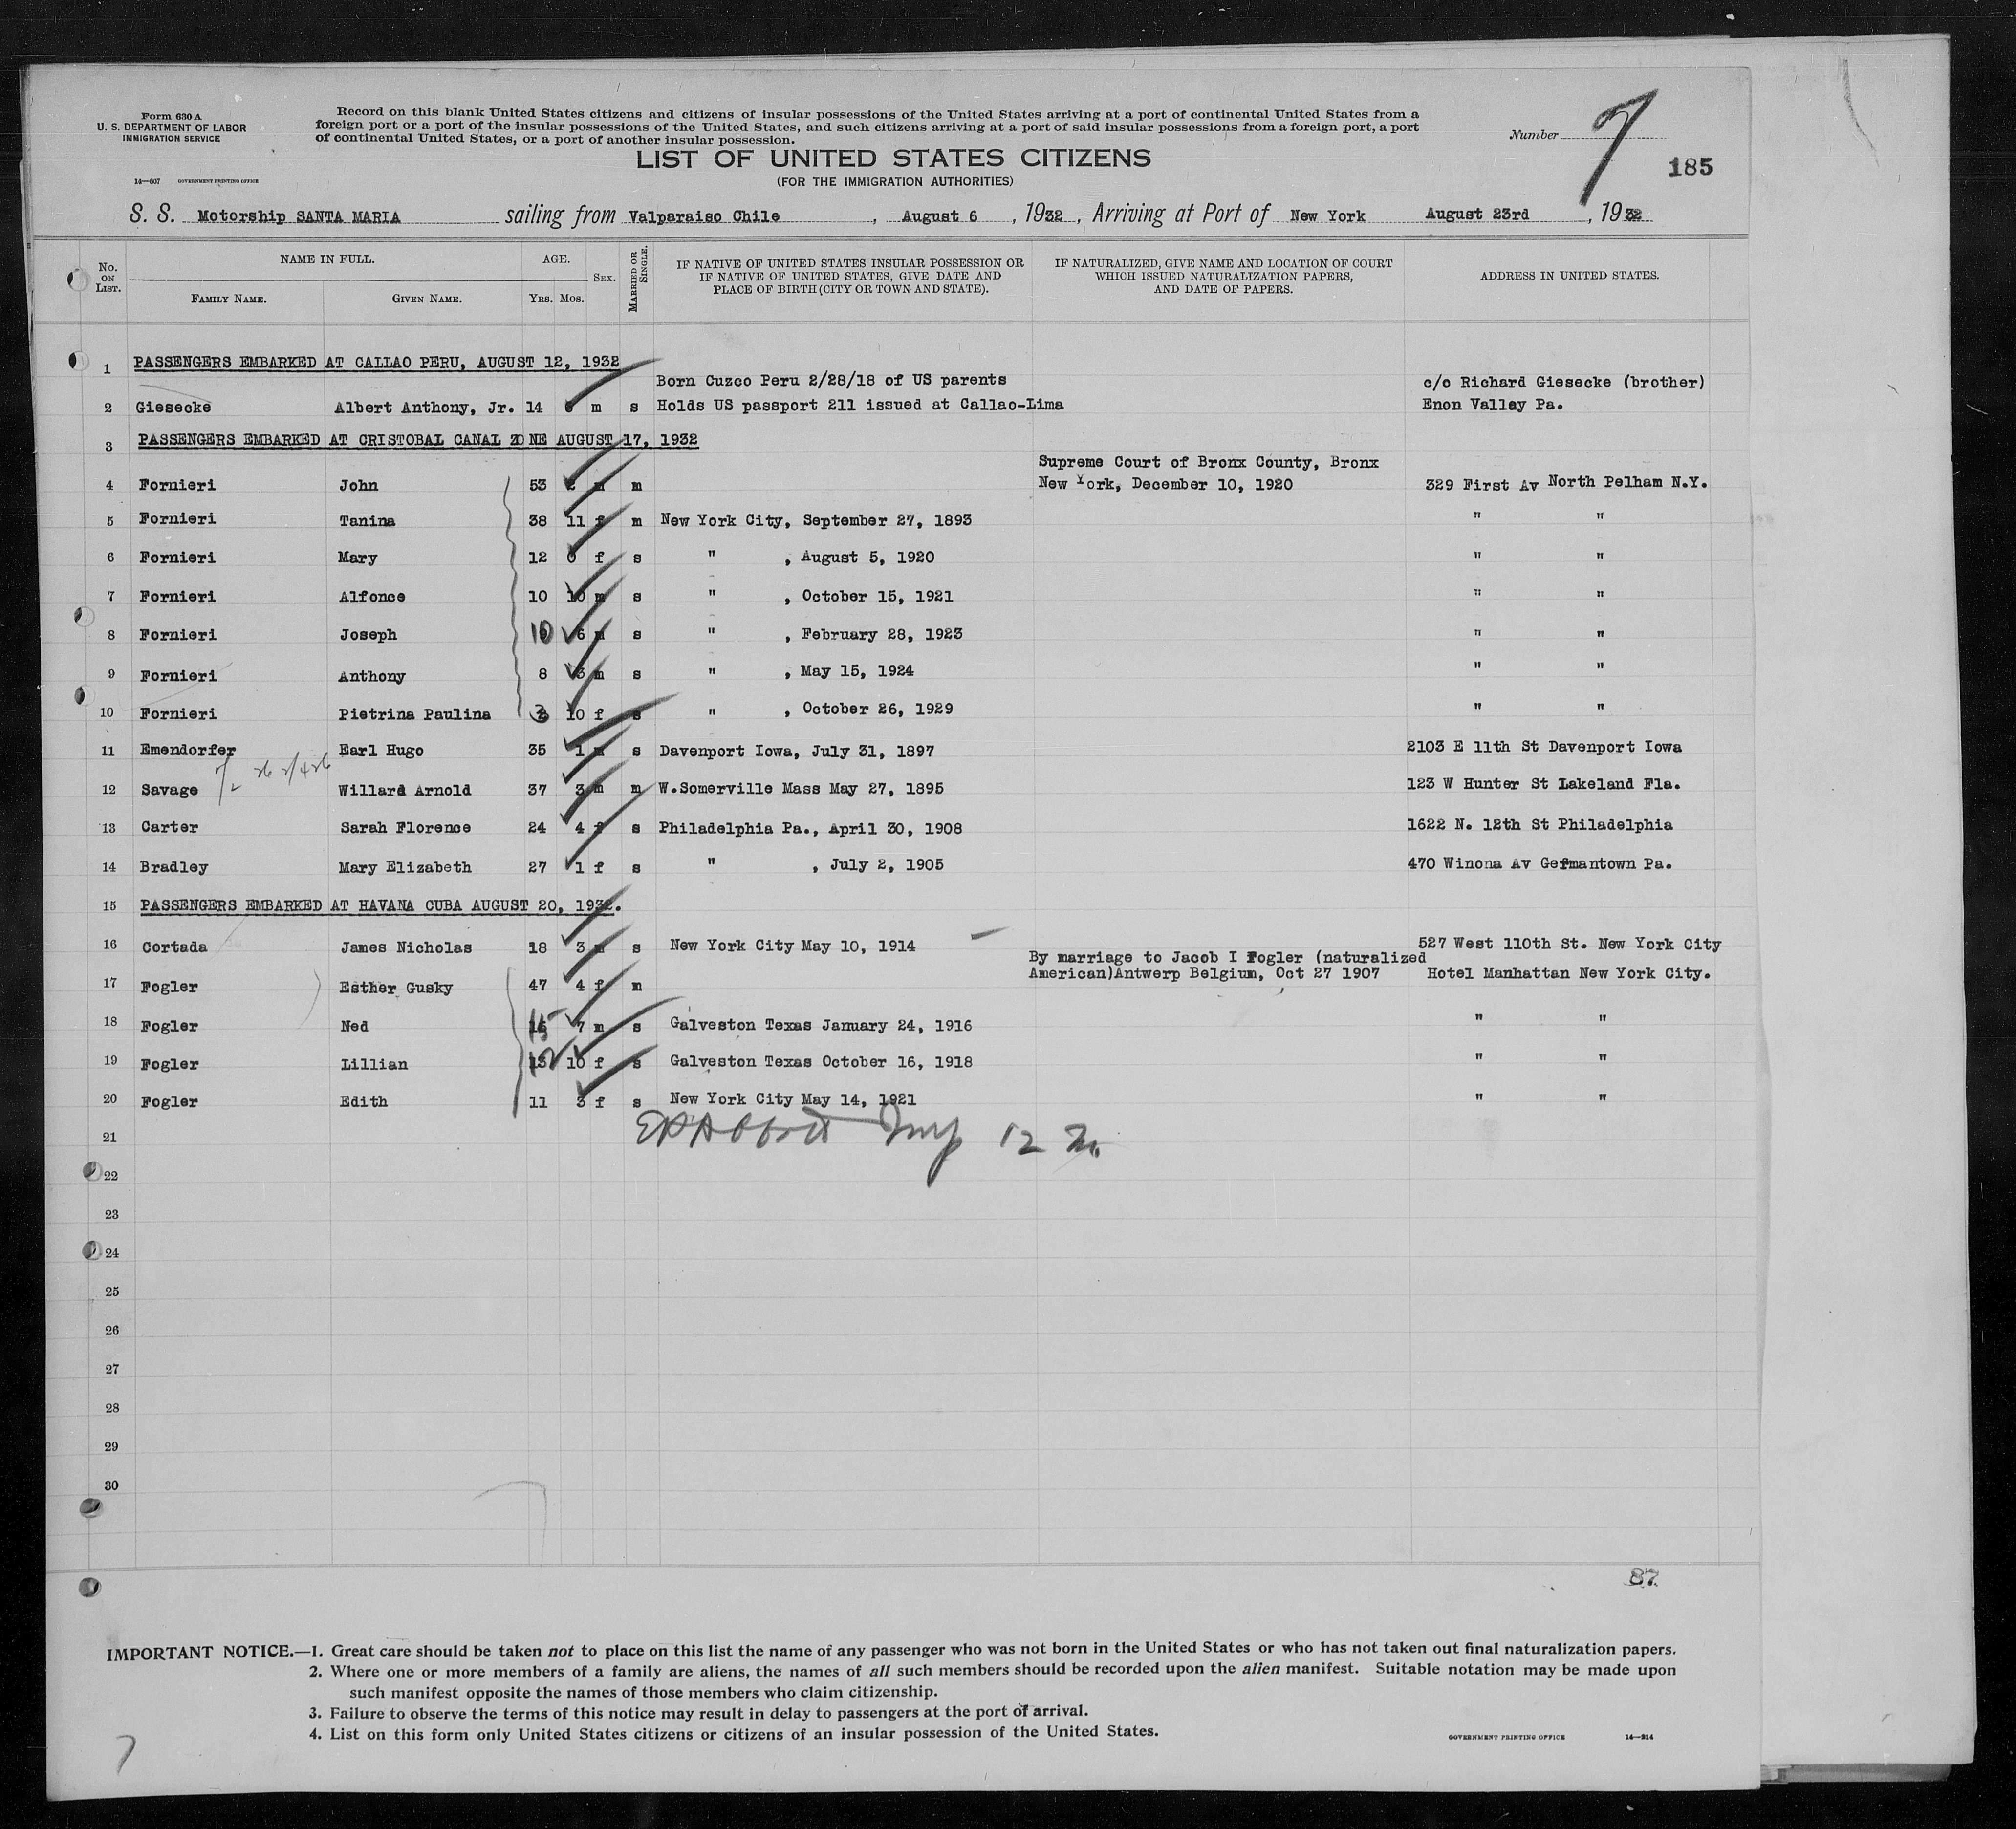 Form 630 A
U. S. DEPARTMENT OF LABOR
IMMIGRATION SERVICE
14—607 GOVERNMENT PRINTING OFFICE
Record on this blank United States citizens and citizens of insular possessions of the United States arriving at a port of continental United States from a
foreign port or a port of the insular possessions of the United States, and such citizens arriving at a port of said insular possessions from a foreign port, a port
of continental United States, or a port of another insular possession.
Number 7
185
LIST OF UNITED STATES CITIZENS
(FOR THE IMMIGRATION AUTHORITIES)
S. S. Motorship SANTA MARIA sailing from Valparaiso Chile , August 6 , 1932 , Arriving at Port of New York August 23rd , 1932
No. ON LIST. NAME IN FULL. AGE. SEX. MARRIED OR SINGLE. IF NATIVE OF UNITED STATES INSULAR POSSESSION OR IF NATIVE OF UNITED STATES, GIVE DATE AND PLACE OF BIRTH (CITY OR TOWN AND STATE). IF NATURALIZED, GIVE NAME AND LOCATION OF COURT WHICH ISSUED NATURALIZATION PAPERS, AND DATE OF PAPERS. ADDRESS IN UNITED STATES.
FAMILY NAME. GIVEN NAME. YRS. MOS.
1 PASSENGERS EMBARKED AT CALLAO PERU, AUGUST 12, 1932
Born Cuzco Peru 2/28/18 of US parents c/o Richard Giesecke (brother)
2 Giesecke Albert Anthony, Jr. 14 m s Holds US passport 211 issued at Callao-Lima Enon Valley Pa.
3 PASSENGERS EMBARKED AT CRISTOBAL CANAL ZONE AUGUST 17, 1932
Supreme Court of Bronx County, Bronx
4 Fornieri John 53 m m New York, December 10, 1920 329 First Av North Pelham N.Y.
5 Fornieri Tanina 38 11 f m New York City, September 27, 1893 " "
6 Fornieri Mary 12 0 f s " , August 5, 1920 " "
7 Fornieri Alfonce 10 10 m s " , October 15, 1921 " "
8 Fornieri Joseph 10 6 m s " , February 28, 1923 " "
9 Fornieri Anthony 8 3 m s " , May 15, 1924 " "
10 Fornieri Pietrina Paulina 10 f s " , October 26, 1929 " "
11 Emendorfer Earl Hugo 35 1 m s Davenport Iowa, July 31, 1897 2103 E 11th St Davenport Iowa
12 Savage Willard Arnold 37 3 m m W.Somerville Mass May 27, 1895 123 W Hunter St Lakeland Fla.
13 Carter Sarah Florence 24 4 f s Philadelphia Pa., April 30, 1908 1622 N. 12th St Philadelphia
14 Bradley Mary Elizabeth 27 1 f s " , July 2, 1905 470 Winona Av Germantown Pa.
15 PASSENGERS EMBARKED AT HAVANA CUBA AUGUST 20, 1932.
16 Cortada James Nicholas 18 3 m s New York City May 10, 1914 527 West 110th St. New York City
By marriage to Jacob I Fogler (naturalized
American)Antwerp Belgium, Oct 27 1907 Hotel Manhattan New York City.
17 Fogler Esther Gusky 47 4 f m
18 Fogler Ned 7 m s Galveston Texas January 24, 1916 " "
19 Fogler Lillian 10 f s Galveston Texas October 16, 1918 " "
20 Fogler Edith 11 3 f s New York City May 14, 1921 " "
21
22
23
24
25
26
27
28
29
30
87
IMPORTANT NOTICE.—1. Great care should be taken not to place on this list the name of any passenger who was not born in the United States or who has not taken out final naturalization papers.
2. Where one or more members of a family are aliens, the names of all such members should be recorded upon the alien manifest. Suitable notation may be made upon
such manifest opposite the names of those members who claim citizenship.
3. Failure to observe the terms of this notice may result in delay to passengers at the port of arrival.
4. List on this form only United States citizens or citizens of an insular possession of the United States.
GOVERNMENT PRINTING OFFICE 14—914
7